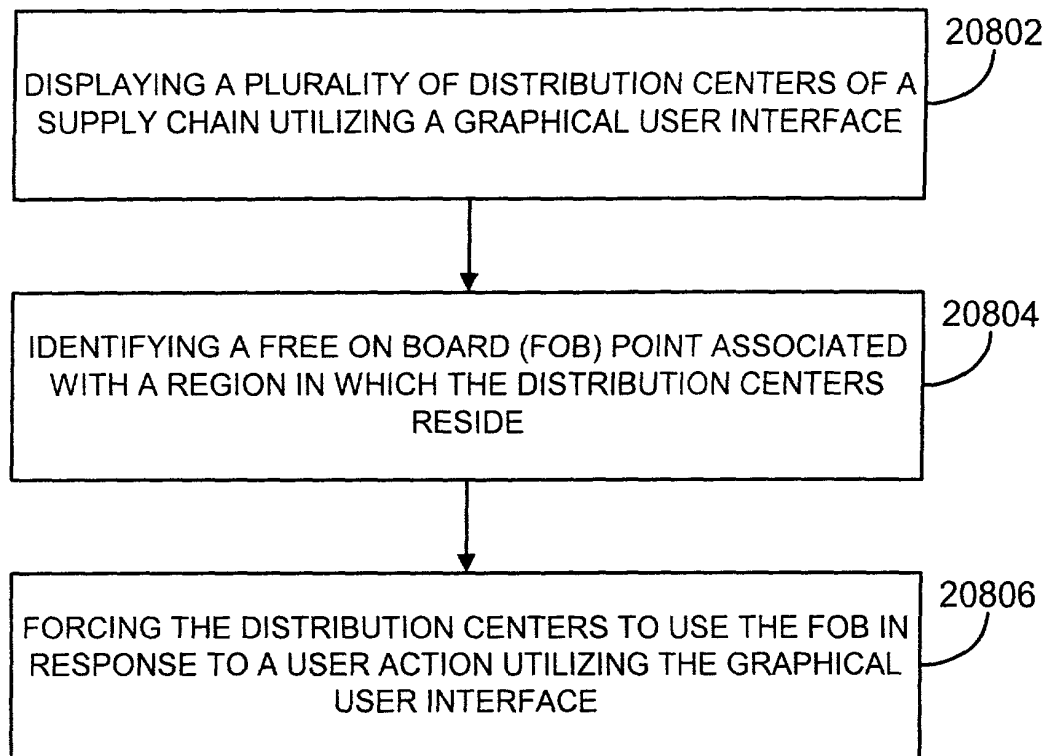 20802
DISPLAYING A PLURALITY OF DISTRIBUTION CENTERS OF A
SUPPLY CHAIN UTILIZING A GRAPHICAL USER INTERFACE
20804
IDENTIFYING A FREE ON BOARD (FOB) POINT ASSOCIATED
WITH A REGION IN WHICH THE DISTRIBUTION CENTERS
RESIDE
20806
FORCING THE DISTRIBUTION CENTERS TO USE THE FOB IN
RESPONSE TO A USER ACTION UTILIZING THE GRAPHICAL
USER INTERFACE